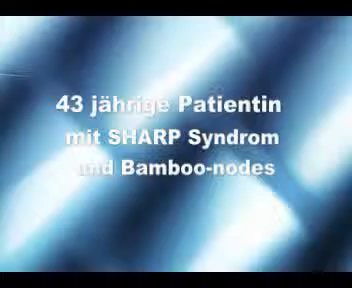 43 jährige Patientin
mit SHARP Syndrom
und Bamboo-nodes